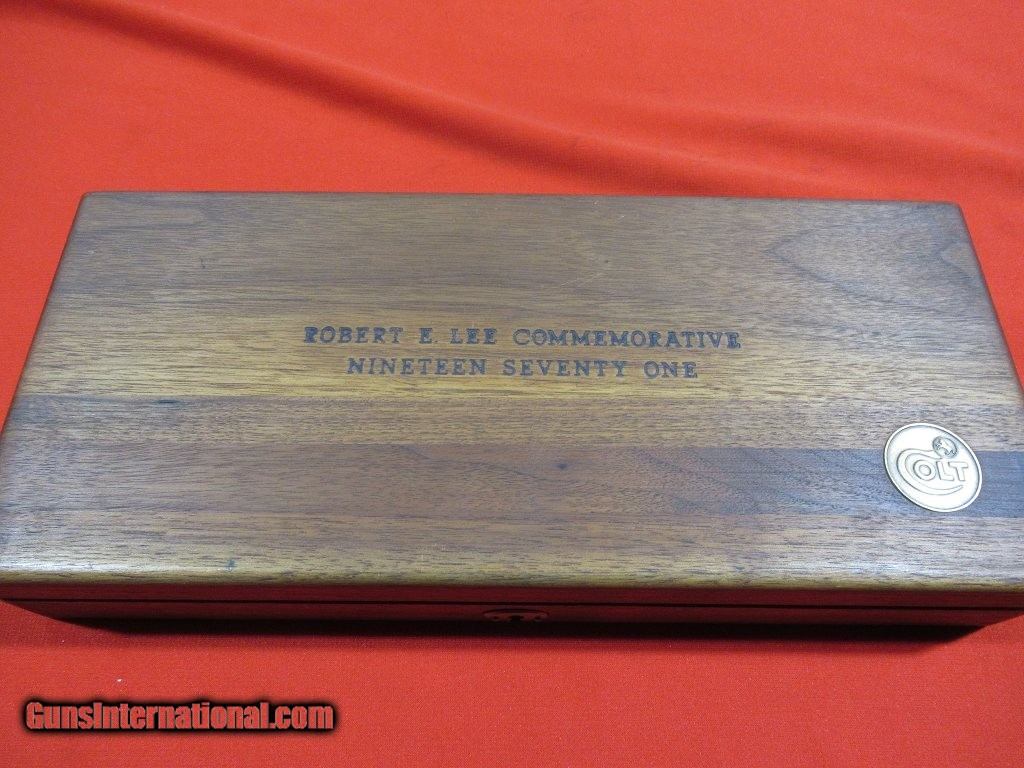 ROBERT E. LEE COMMEMORATIVE
NINETEEN SEVENTY ONE
COLT
GunsInternational.com